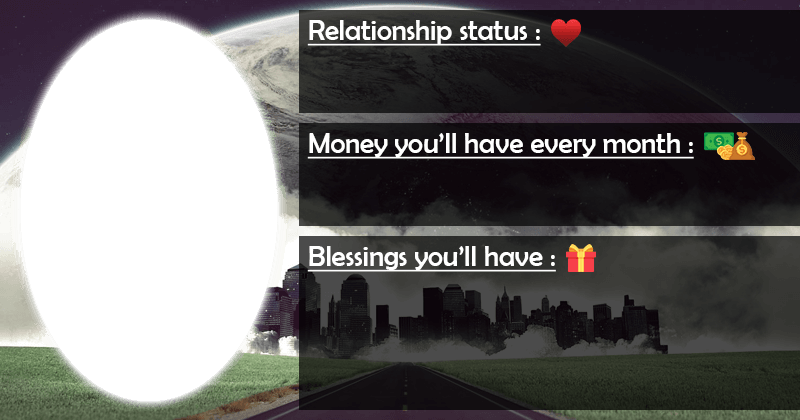 Relationship status :
Money you'll have every month :
Blessings you'll have :